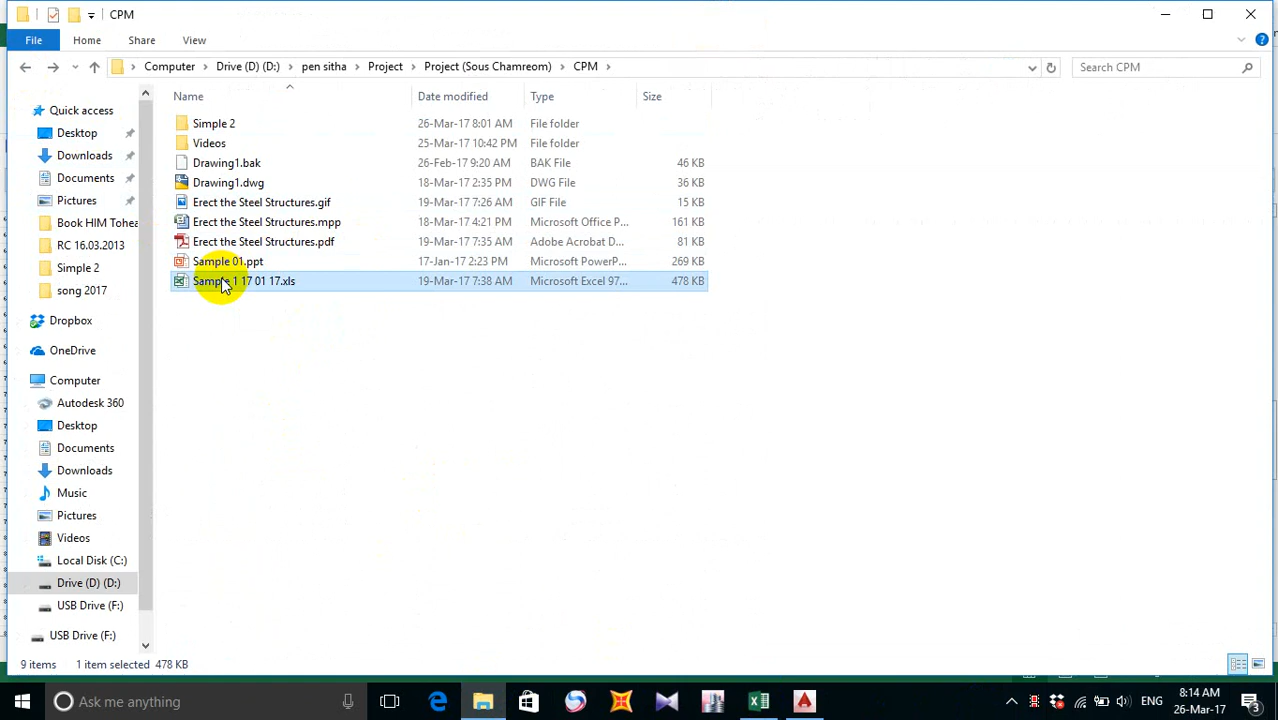 CPM
File Home Share View
Computer Drive (D) (D:) pen sitha Project Project (Sous Chamreom) CPM Search CPM
Name Date modified Type Size
Quick access
Desktop
Downloads
Documents
Pictures
Book HIM Tohea
RC 16.03.2013
Simple 2
song 2017
Dropbox
OneDrive
Computer
Autodesk 360
Desktop
Documents
Downloads
Music
Pictures
Videos
Local Disk (C:)
Drive (D) (D:)
USB Drive (F:)
USB Drive (F:)
Simple 2 26-Mar-17 8:01 AM File folder
Videos 25-Mar-17 10:42 PM File folder
Drawing1.bak 26-Feb-17 9:20 AM BAK File 46 KB
Drawing1.dwg 18-Mar-17 2:35 PM DWG File 36 KB
Erect the Steel Structures.gif 19-Mar-17 7:26 AM GIF File 15 KB
Erect the Steel Structures.mpp 18-Mar-17 4:21 PM Microsoft Office P... 161 KB
Erect the Steel Structures.pdf 19-Mar-17 7:35 AM Adobe Acrobat D... 81 KB
Sample 01.ppt 17-Jan-17 2:23 PM Microsoft PowerP... 269 KB
Sample 1 17 01 17.xls 19-Mar-17 7:38 AM Microsoft Excel 97... 478 KB
9 items 1 item selected 478 KB
Ask me anything
ENG
8:14 AM
26-Mar-17
3